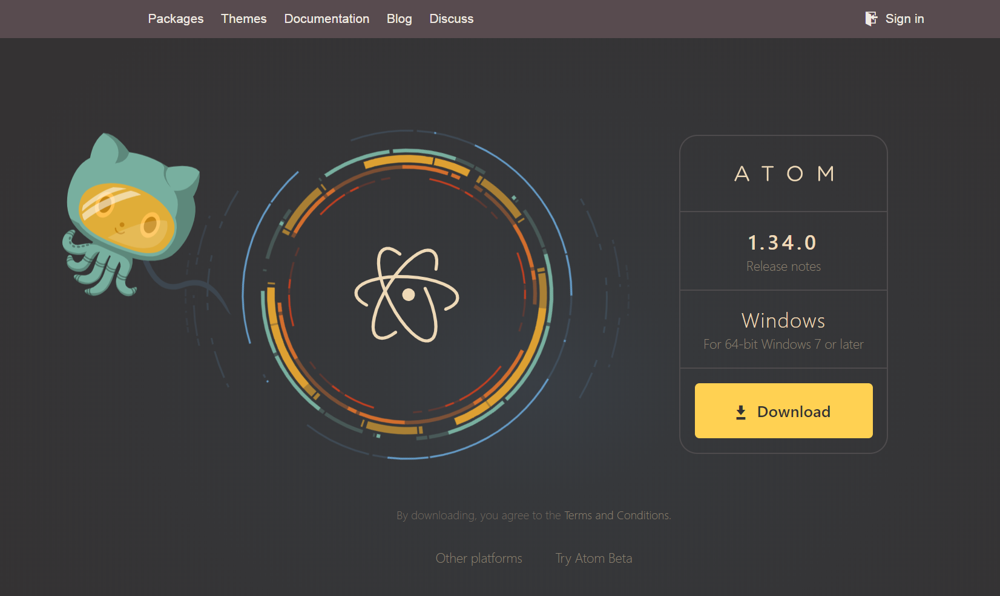 Packages Themes Documentation Blog Discuss Sign in
ATOM
1.34.0
Release notes
Windows
For 64-bit Windows 7 or later
Download
By downloading, you agree to the Terms and Conditions.
Other platforms Try Atom Beta